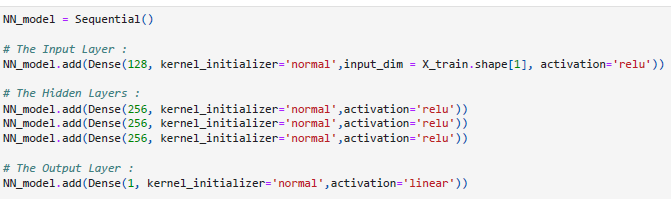 NN_model = Sequential()
# The Input Layer :
NN_model.add(Dense(128, kernel_initializer='normal',input_dim = X_train.shape[1], activation='relu'))
# The Hidden Layers :
NN_model.add(Dense(256, kernel_initializer='normal',activation='relu'))
NN_model.add(Dense(256, kernel_initializer='normal',activation='relu'))
NN_model.add(Dense(256, kernel_initializer='normal',activation='relu'))
# The Output Layer :
NN_model.add(Dense(1, kernel_initializer='normal',activation='linear'))